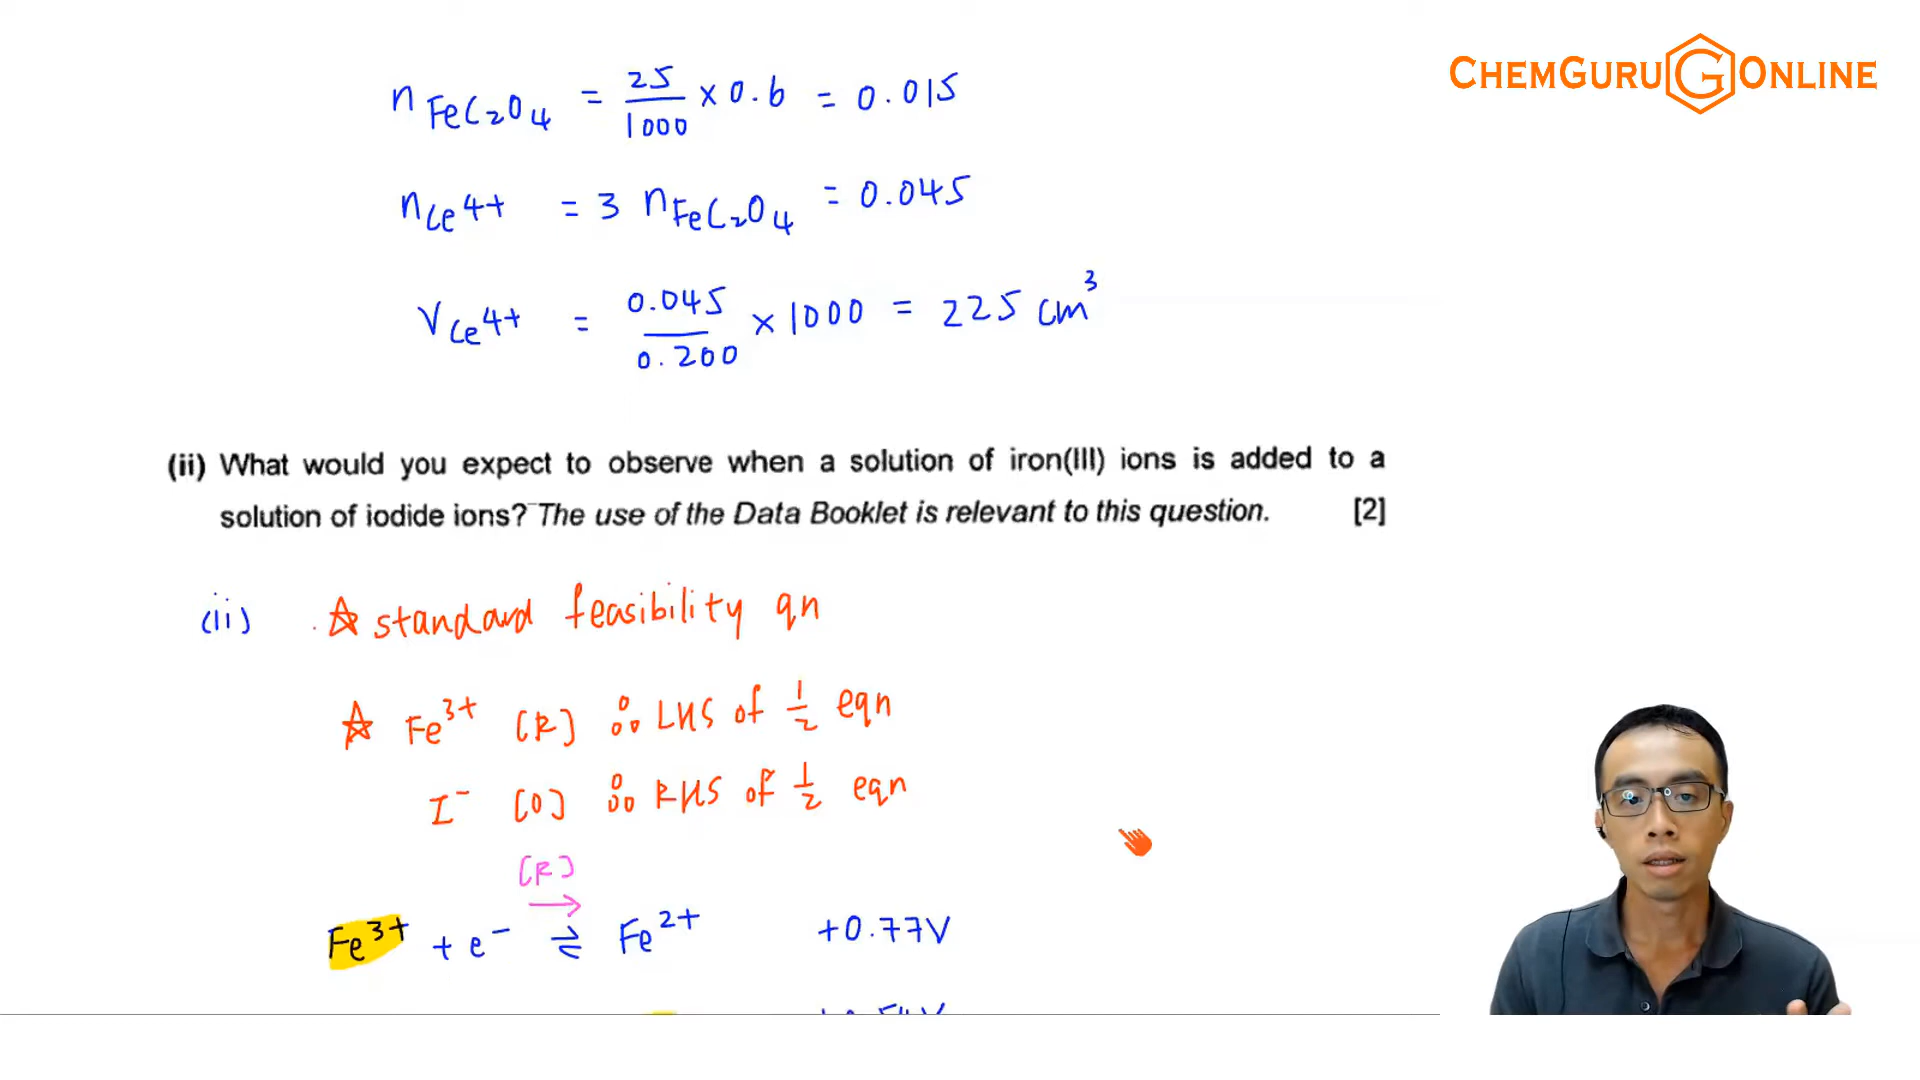 CHEMGURU G ONLINE
n FeC₂O₄ = 25/1000 × 0.6 = 0.015
n Ce4+ = 3 n FeC₂O₄ = 0.045
V Ce4+ = 0.045/0.200 × 1000 = 225 cm³
(ii) What would you expect to observe when a solution of iron(III) ions is added to a
solution of iodide ions? The use of the Data Booklet is relevant to this question. [2]
(ii) ☆ standard feasibility qn
☆ Fe³⁺ [R] ∴ LHS of ½ eqn
I⁻ [O] ∴ RHS of ½ eqn
[R]
→
Fe³⁺ + e⁻ ⇌ Fe²⁺ +0.77V